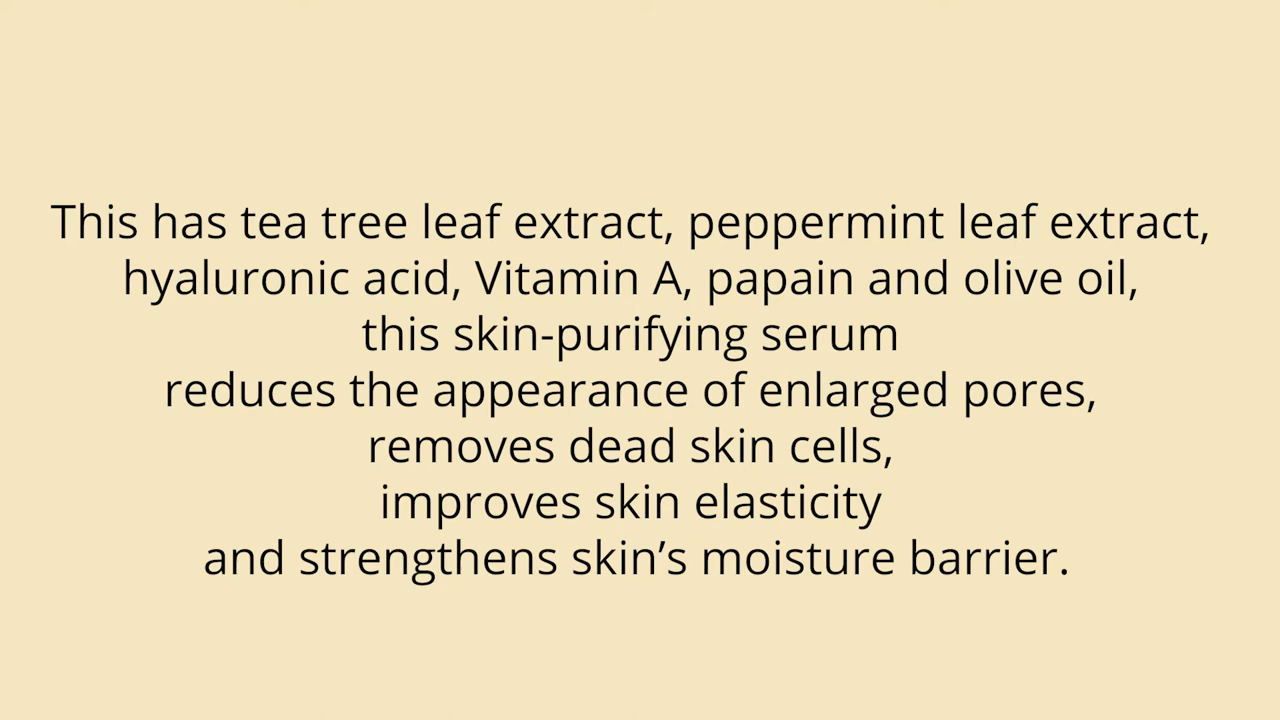 This has tea tree leaf extract, peppermint leaf extract,
hyaluronic acid, Vitamin A, papain and olive oil,
this skin-purifying serum
reduces the appearance of enlarged pores,
removes dead skin cells,
improves skin elasticity
and strengthens skin’s moisture barrier.